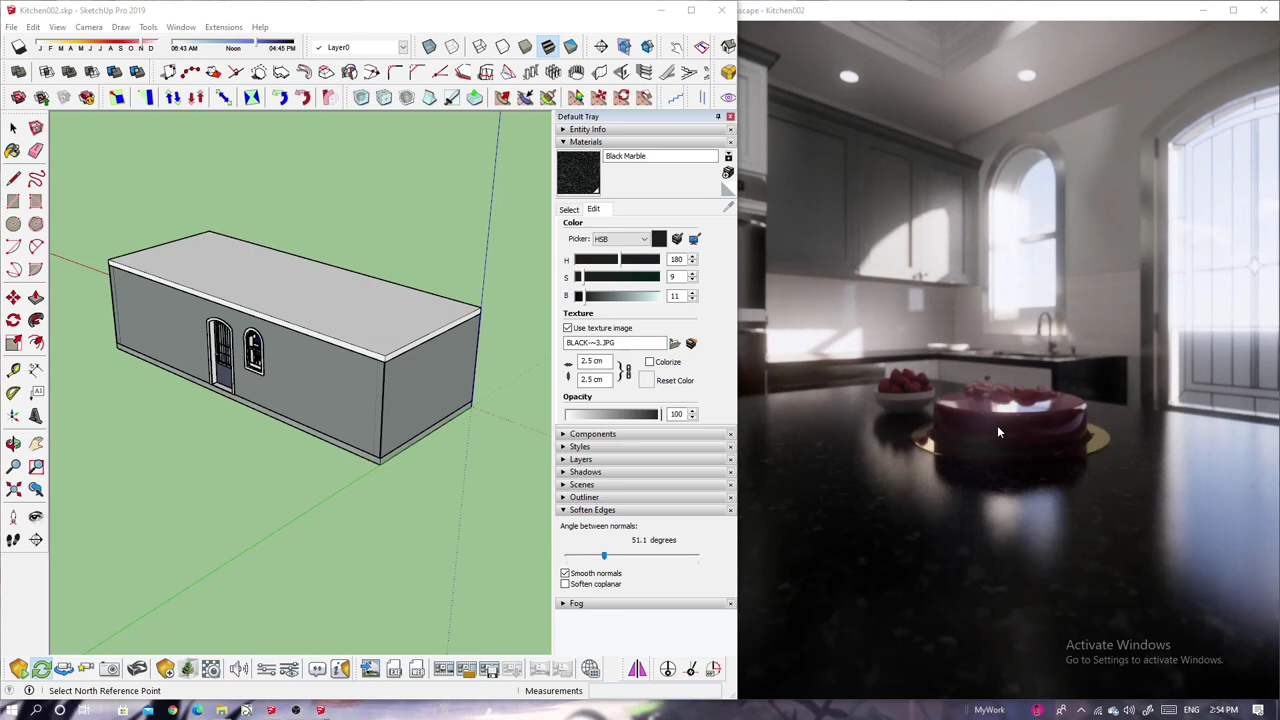 Kitchen002.skp - SketchUp Pro 2019
scape - Kitchen002
File Edit View Camera Draw Tools Window Extensions Help
J F M A M J J A S O N D
06:43 AM Noon 04:45 PM
Layer0
Default Tray
Entity Info
Materials
Black Marble
Select Edit
Color
Picker: HSB
H 180
S 9
B 11
Texture
Use texture image
BLACK-~3.JPG
2.5 cm Colorize
2.5 cm Reset Color
Opacity
100
Components
Styles
Layers
Shadows
Scenes
Outliner
Soften Edges
Angle between normals:
51.1 degrees
Smooth normals
Soften coplanar
Fog
Activate Windows
Go to Settings to activate Windows.
Select North Reference Point
Measurements
MyWork
ENG 2:54 PM